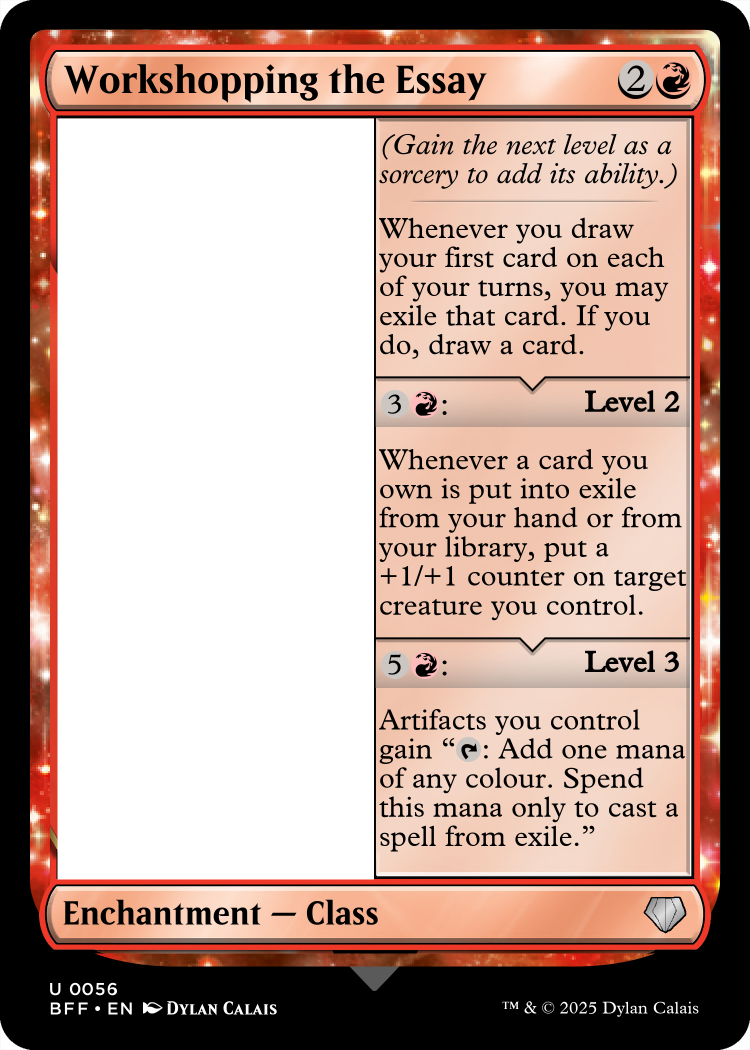 Workshopping the Essay 2
(Gain the next level as a
sorcery to add its ability.)
Whenever you draw
your first card on each
of your turns, you may
exile that card. If you
do, draw a card.
3 : Level 2
Whenever a card you
own is put into exile
from your hand or from
your library, put a
+1/+1 counter on target
creature you control.
5 : Level 3
Artifacts you control
gain “ : Add one mana
of any colour. Spend
this mana only to cast a
spell from exile.”
Enchantment — Class
U 0056
BFF • EN Dylan Calais
™ & © 2025 Dylan Calais